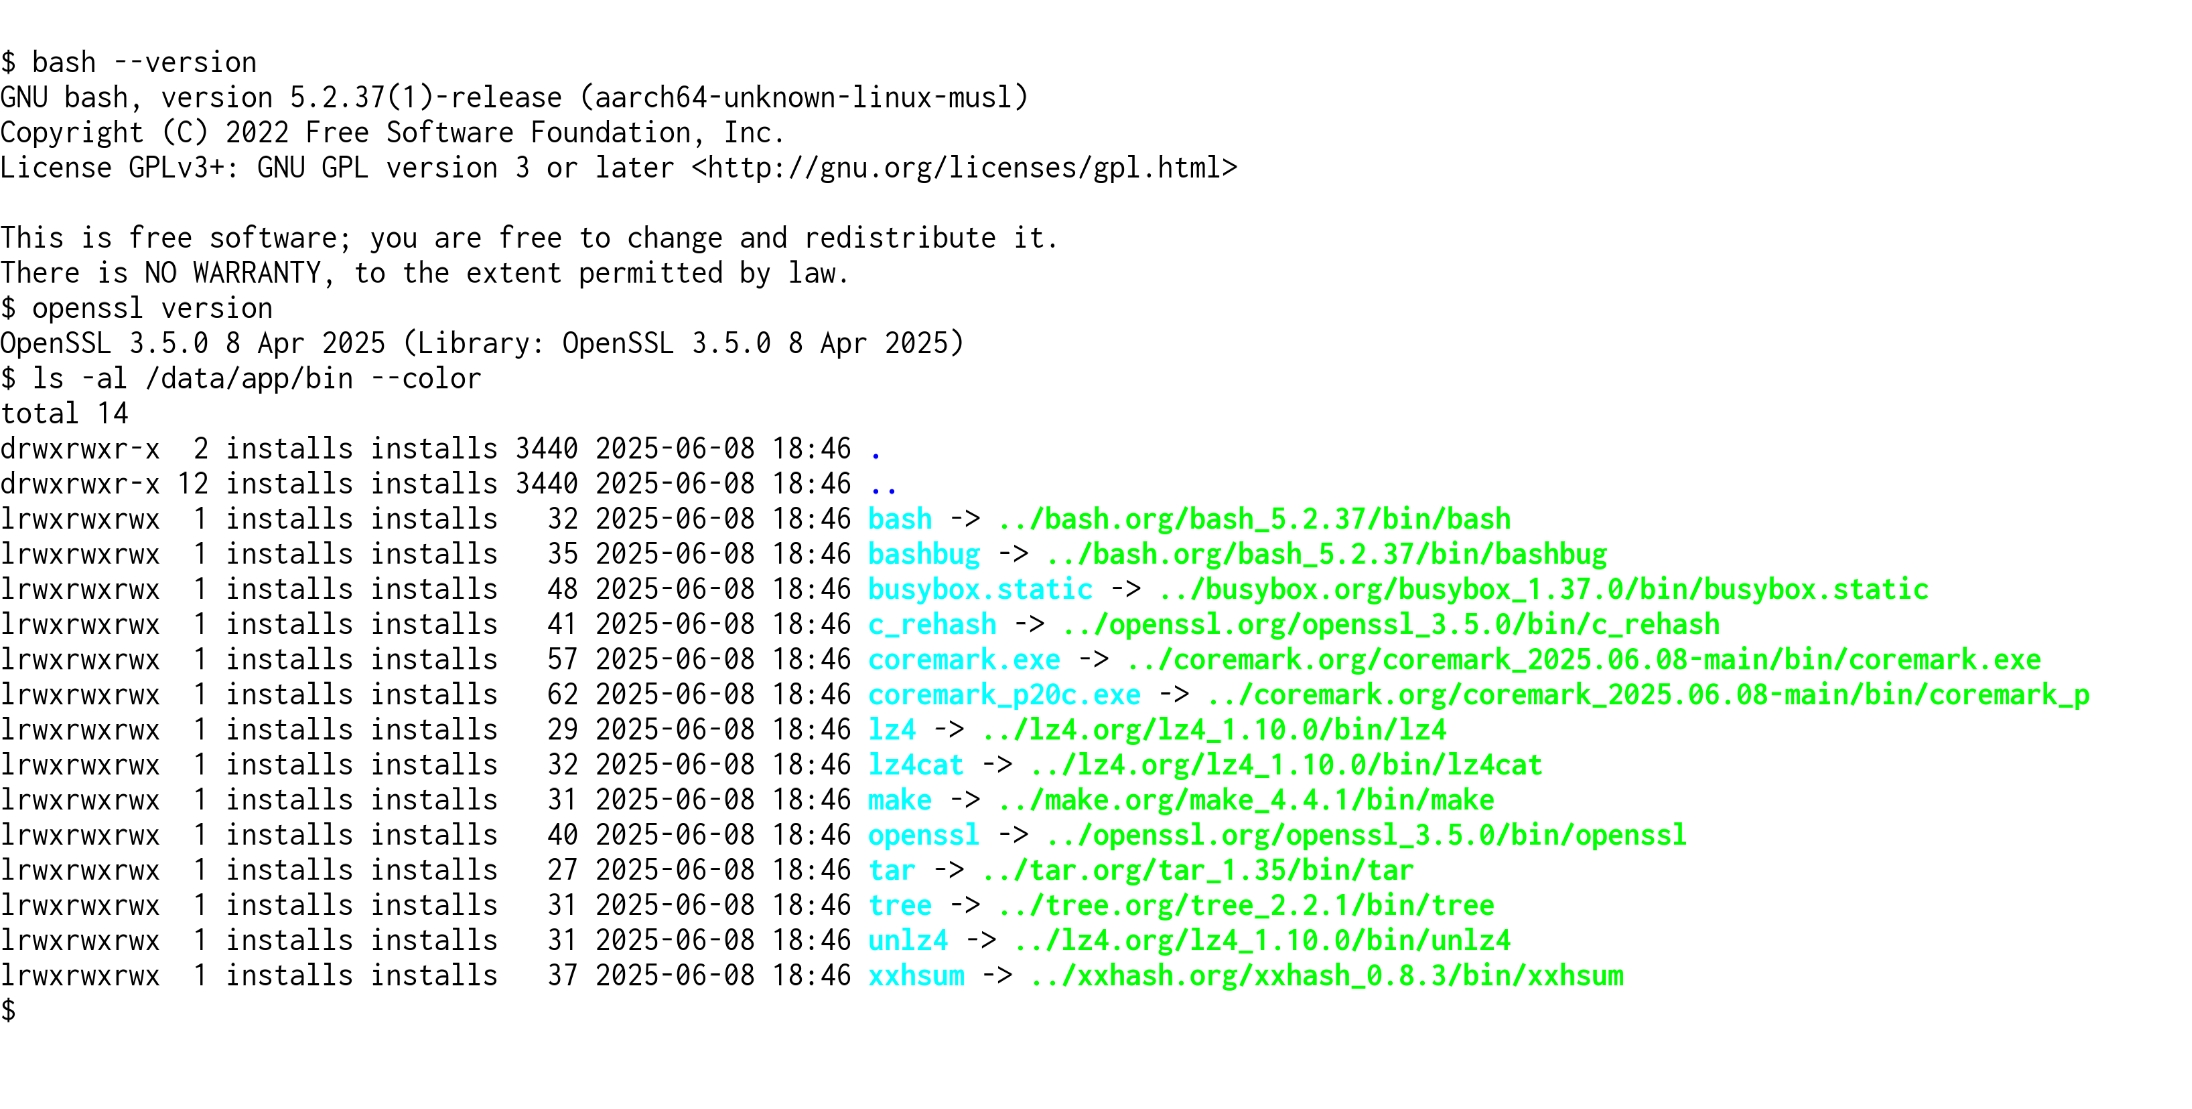 $ bash --version
GNU bash, version 5.2.37(1)-release (aarch64-unknown-linux-musl)
Copyright (C) 2022 Free Software Foundation, Inc.
License GPLv3+: GNU GPL version 3 or later <http://gnu.org/licenses/gpl.html>

This is free software; you are free to change and redistribute it.
There is NO WARRANTY, to the extent permitted by law.
$ openssl version
OpenSSL 3.5.0 8 Apr 2025 (Library: OpenSSL 3.5.0 8 Apr 2025)
$ ls -al /data/app/bin --color
total 14
drwxrwxr-x  2 installs installs 3440 2025-06-08 18:46 .
drwxrwxr-x 12 installs installs 3440 2025-06-08 18:46 ..
lrwxrwxrwx  1 installs installs   32 2025-06-08 18:46 bash -> ../bash.org/bash_5.2.37/bin/bash
lrwxrwxrwx  1 installs installs   35 2025-06-08 18:46 bashbug -> ../bash.org/bash_5.2.37/bin/bashbug
lrwxrwxrwx  1 installs installs   48 2025-06-08 18:46 busybox.static -> ../busybox.org/busybox_1.37.0/bin/busybox.static
lrwxrwxrwx  1 installs installs   41 2025-06-08 18:46 c_rehash -> ../openssl.org/openssl_3.5.0/bin/c_rehash
lrwxrwxrwx  1 installs installs   57 2025-06-08 18:46 coremark.exe -> ../coremark.org/coremark_2025.06.08-main/bin/coremark.exe
lrwxrwxrwx  1 installs installs   62 2025-06-08 18:46 coremark_p20c.exe -> ../coremark.org/coremark_2025.06.08-main/bin/coremark_p
lrwxrwxrwx  1 installs installs   29 2025-06-08 18:46 lz4 -> ../lz4.org/lz4_1.10.0/bin/lz4
lrwxrwxrwx  1 installs installs   32 2025-06-08 18:46 lz4cat -> ../lz4.org/lz4_1.10.0/bin/lz4cat
lrwxrwxrwx  1 installs installs   31 2025-06-08 18:46 make -> ../make.org/make_4.4.1/bin/make
lrwxrwxrwx  1 installs installs   40 2025-06-08 18:46 openssl -> ../openssl.org/openssl_3.5.0/bin/openssl
lrwxrwxrwx  1 installs installs   27 2025-06-08 18:46 tar -> ../tar.org/tar_1.35/bin/tar
lrwxrwxrwx  1 installs installs   31 2025-06-08 18:46 tree -> ../tree.org/tree_2.2.1/bin/tree
lrwxrwxrwx  1 installs installs   31 2025-06-08 18:46 unlz4 -> ../lz4.org/lz4_1.10.0/bin/unlz4
lrwxrwxrwx  1 installs installs   37 2025-06-08 18:46 xxhsum -> ../xxhash.org/xxhash_0.8.3/bin/xxhsum
$